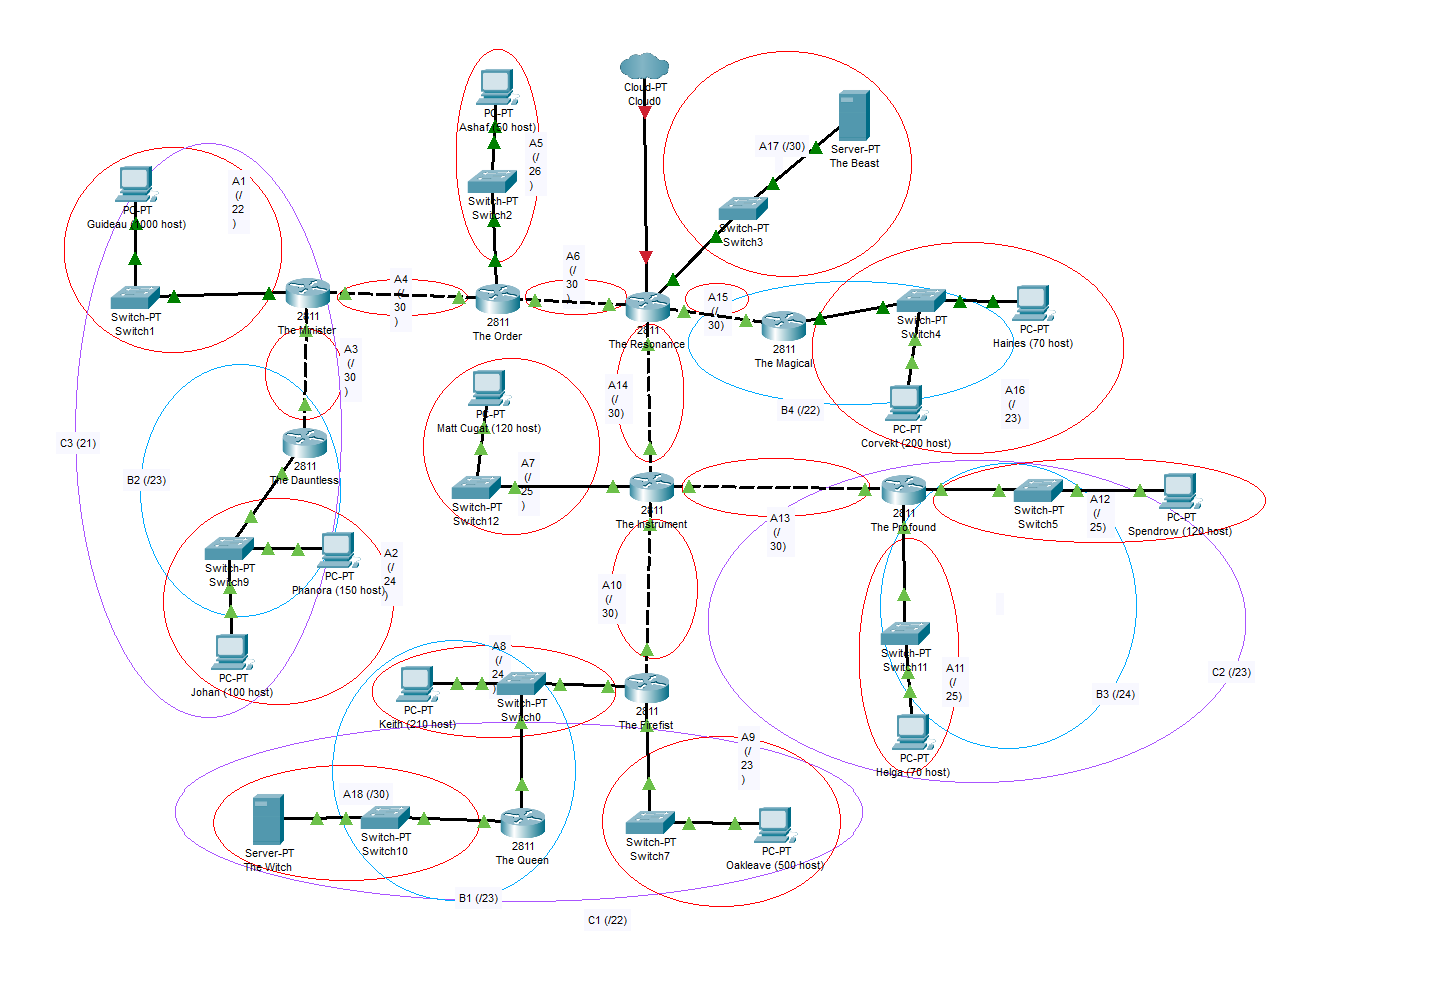 Cloud-PT
Cloud0
PC-PT
Ashaf (50 host)
A5
(/
26
)
Switch-PT
Switch2
A17 (/30)
Server-PT
The Beast
Switch-PT
Switch3
A1
(/
22
)
PC-PT
Guideau (1000 host)
Switch-PT
Switch1
2811
The Minister
A4
(/
30
)
2811
The Order
A6
(/
30
)
2811
The Resonance
A15
(/
30)
2811
The Magical
Switch-PT
Switch4
PC-PT
Haines (70 host)
A16
(/
23)
PC-PT
Corvekt (200 host)
B4 (/22)
A3
(/
30
)
C3 (21)
B2 (/23)
2811
The Dauntless
A14
(/
30)
PC-PT
Matt Cugat (120 host)
A7
(/
25
)
Switch-PT
Switch12
2811
The Instrument
A13
(/
30)
2811
The Profound
Switch-PT
Switch5
A12
(/
25)
PC-PT
Spendrow (120 host)
Switch-PT
Switch9
PC-PT
Phanora (150 host)
A2
(/
24
)
PC-PT
Johan (100 host)
A10
(/
30)
Switch-PT
Switch11
A11
(/
25)
PC-PT
Helga (70 host)
B3 (/24)
C2 (/23)
A8
(/
24
)
PC-PT
Keith (210 host)
Switch-PT
Switch0
2811
The Firefist
A9
(/
23
)
Switch-PT
Switch7
PC-PT
Oakleave (500 host)
A18 (/30)
Server-PT
The Witch
Switch-PT
Switch10
2811
The Queen
B1 (/23)
C1 (/22)